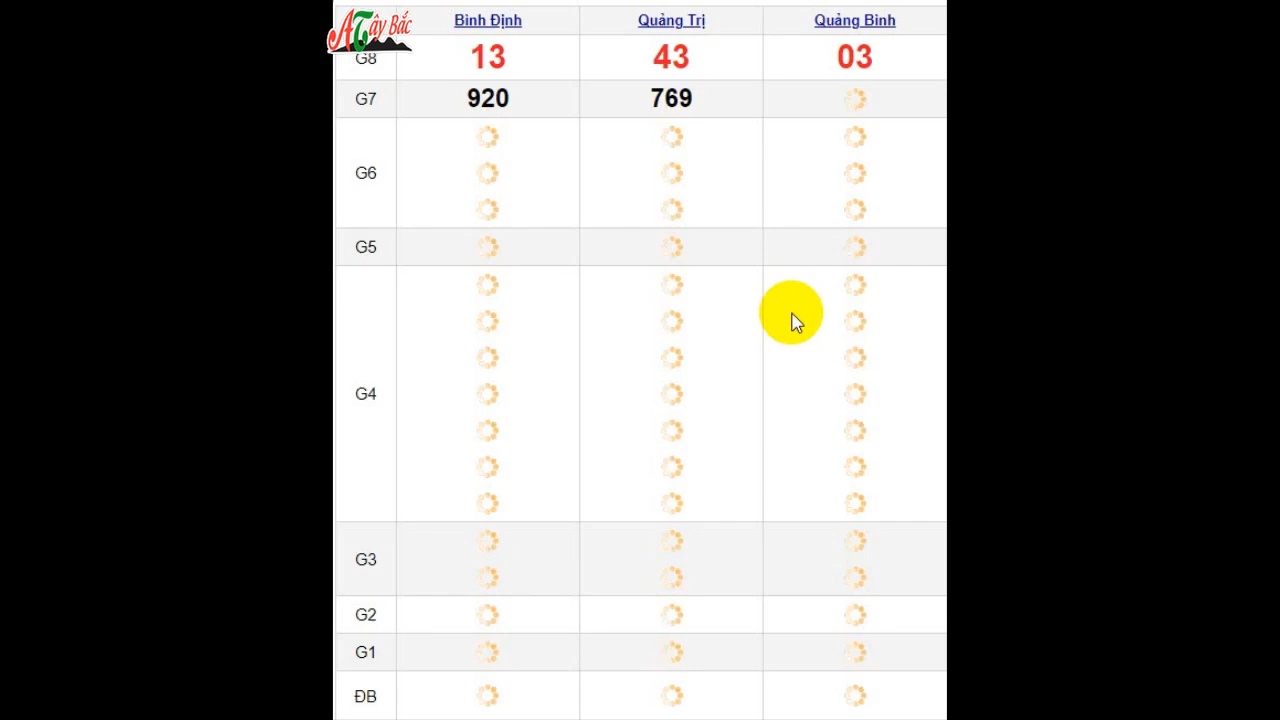 ATây Bắc
Bình Định Quảng Trị Quảng Bình
G8 13 43 03
G7 920 769
G6
G5
G4
G3
G2
G1
ĐB